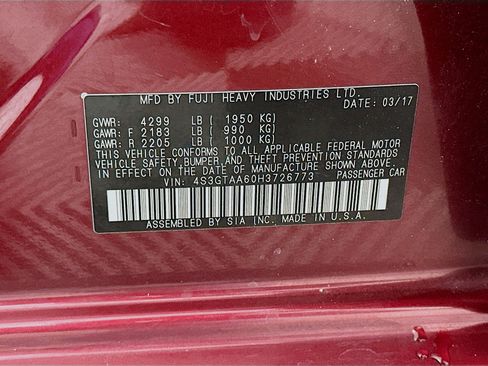 MFD BY FUJI HEAVY INDUSTRIES LTD.
DATE: 03/17
GVWR: 4299 LB ( 1950 KG)
GAWR: F 2183 LB ( 990 KG)
GAWR: R 2205 LB ( 1000 KG)
THIS VEHICLE CONFORMS TO ALL APPLICABLE FEDERAL MOTOR
VEHICLE SAFETY, BUMPER, AND THEFT PREVENTION STANDARDS
IN EFFECT ON THE DATE OF MANUFACTURE SHOWN ABOVE.
VIN: 4S3GTAA60H3726773 PASSENGER CAR
ASSEMBLED BY SIA INC. MADE IN U.S.A.